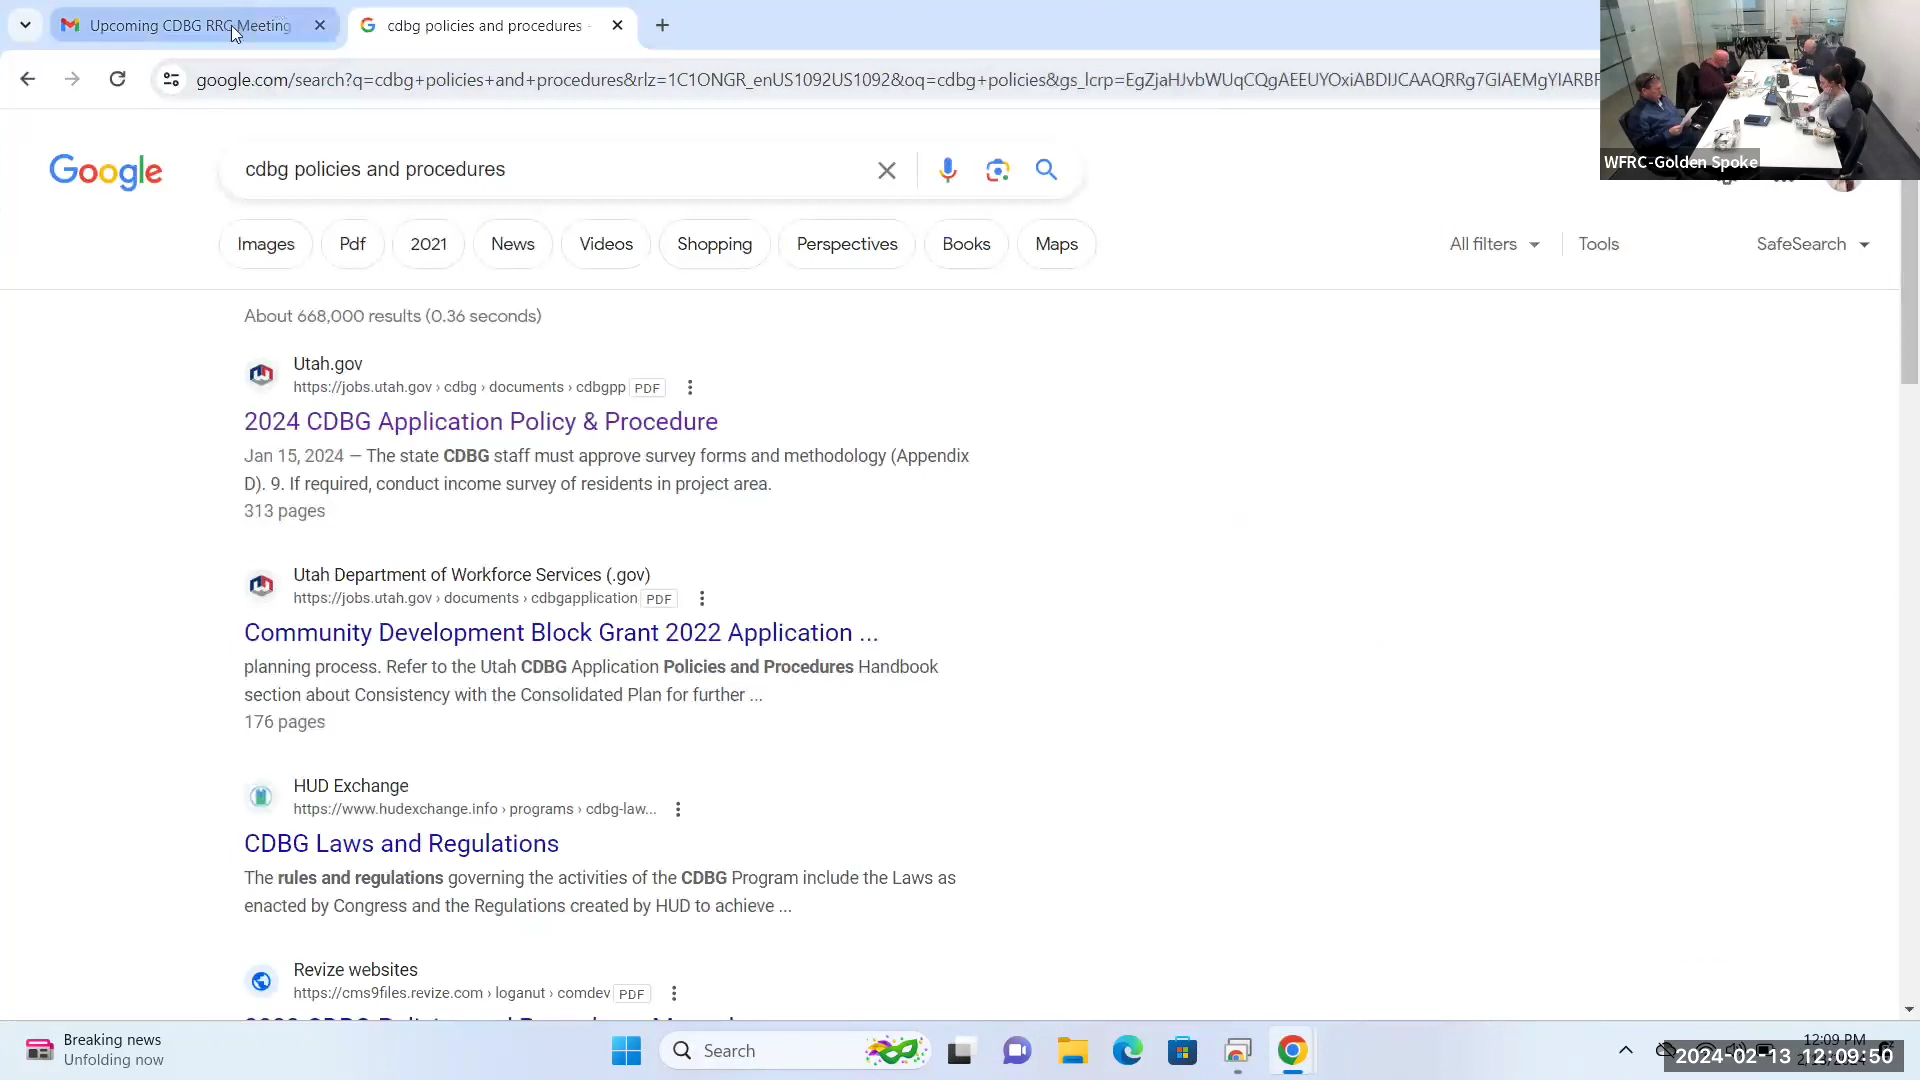 Upcoming CDBG RRC Meeting
cdbg policies and procedures -
google.com/search?q=cdbg+policies+and+procedures&rlz=1C1ONGR_enUS1092US1092&oq=cdbg+policies&gs_lcrp=
WFRC-Golden Spoke
Google
cdbg policies and procedures
Images
Pdf
2021
News
Videos
Shopping
Perspectives
Books
Maps
All filters
Tools
SafeSearch
About 668,000 results (0.36 seconds)
Utah.gov
https://jobs.utah.gov › cdbg › documents › cdbgpp PDF
2024 CDBG Application Policy & Procedure
Jan 15, 2024 — The state CDBG staff must approve survey forms and methodology (Appendix
D). 9. If required, conduct income survey of residents in project area.
313 pages
Utah Department of Workforce Services (.gov)
https://jobs.utah.gov › documents › cdbgapplication PDF
Community Development Block Grant 2022 Application ...
planning process. Refer to the Utah CDBG Application Policies and Procedures Handbook
section about Consistency with the Consolidated Plan for further ...
176 pages
HUD Exchange
https://www.hudexchange.info › programs › cdbg-law...
CDBG Laws and Regulations
The rules and regulations governing the activities of the CDBG Program include the Laws as
enacted by Congress and the Regulations created by HUD to achieve ...
Revize websites
https://cms9files.revize.com › loganut › comdev PDF
Breaking news
Unfolding now
Search
12:09 PM
2024-02-13 12:09:50